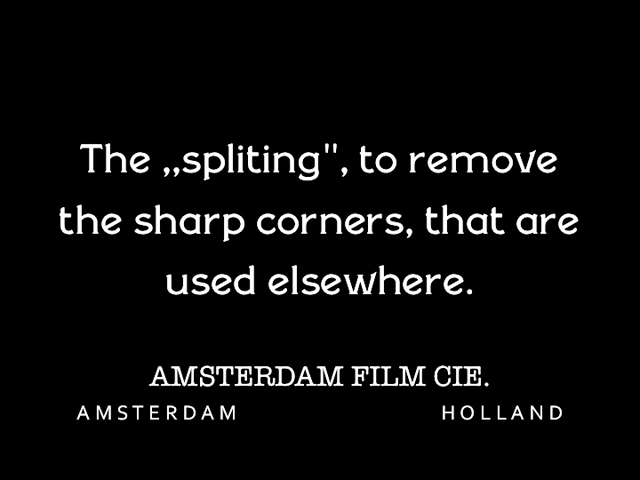 The ,,spliting", to remove
the sharp corners, that are
used elsewhere.
AMSTERDAM FILM CIE.
AMSTERDAM HOLLAND